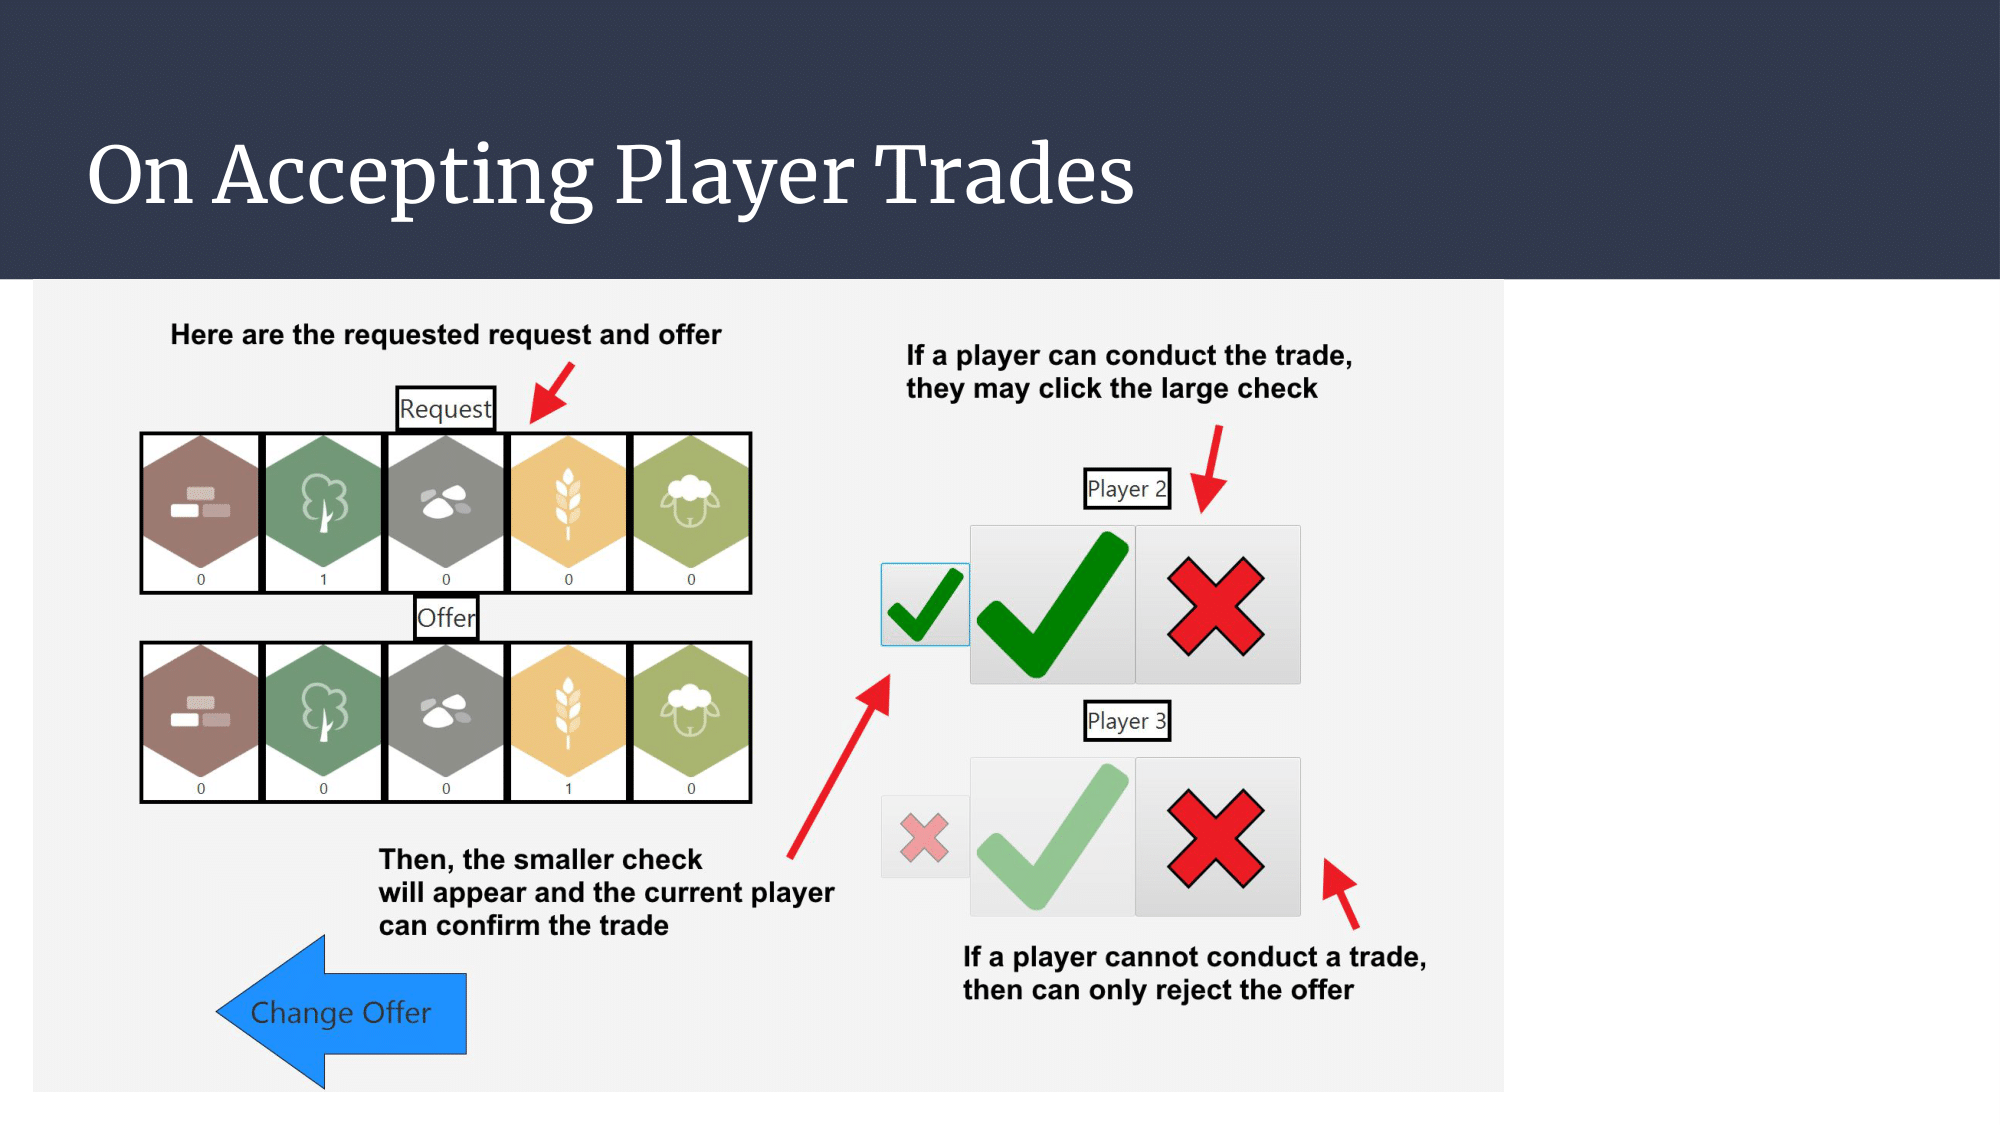 On Accepting Player Trades
Here are the requested request and offer
Request
0 1 0 0 0
Offer
0 0 0 1 0
Then, the smaller check
will appear and the current player
can confirm the trade
Change Offer
If a player can conduct the trade,
they may click the large check
Player 2
Player 3
If a player cannot conduct a trade,
then can only reject the offer